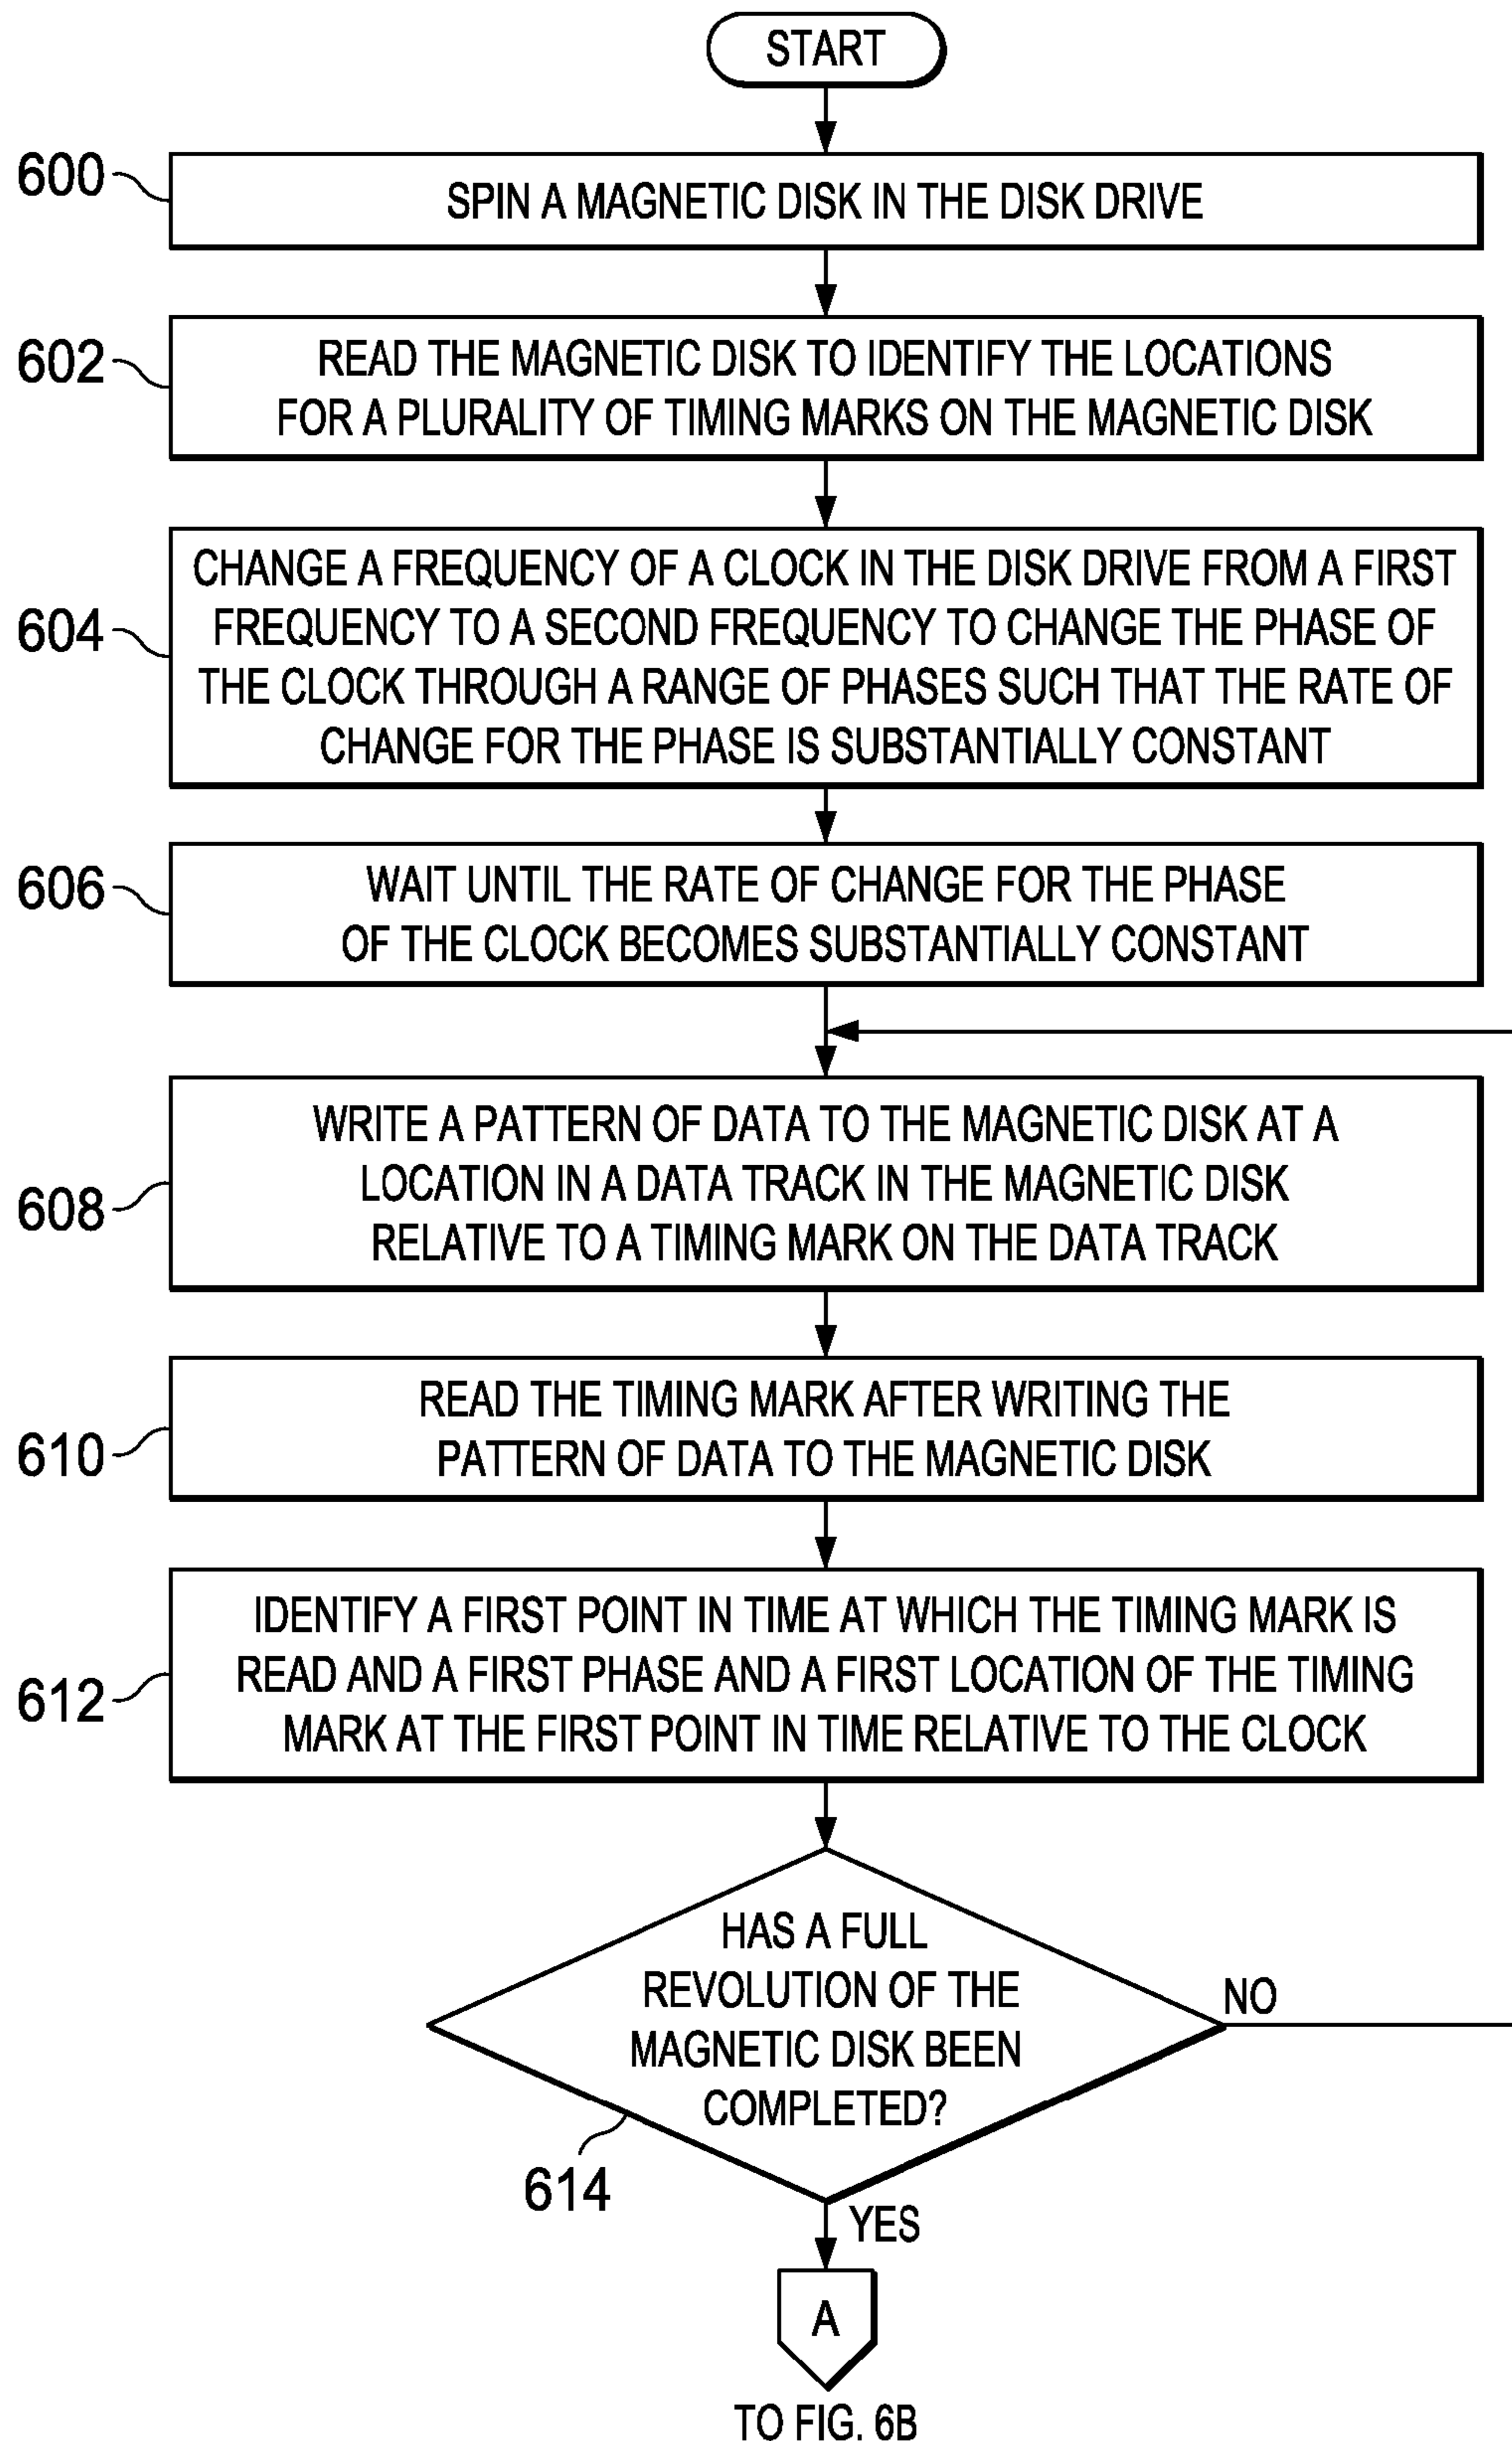 START
600
SPIN A MAGNETIC DISK IN THE DISK DRIVE
602
READ THE MAGNETIC DISK TO IDENTIFY THE LOCATIONS
FOR A PLURALITY OF TIMING MARKS ON THE MAGNETIC DISK
604
CHANGE A FREQUENCY OF A CLOCK IN THE DISK DRIVE FROM A FIRST
FREQUENCY TO A SECOND FREQUENCY TO CHANGE THE PHASE OF
THE CLOCK THROUGH A RANGE OF PHASES SUCH THAT THE RATE OF
CHANGE FOR THE PHASE IS SUBSTANTIALLY CONSTANT
606
WAIT UNTIL THE RATE OF CHANGE FOR THE PHASE
OF THE CLOCK BECOMES SUBSTANTIALLY CONSTANT
608
WRITE A PATTERN OF DATA TO THE MAGNETIC DISK AT A
LOCATION IN A DATA TRACK IN THE MAGNETIC DISK
RELATIVE TO A TIMING MARK ON THE DATA TRACK
610
READ THE TIMING MARK AFTER WRITING THE
PATTERN OF DATA TO THE MAGNETIC DISK
612
IDENTIFY A FIRST POINT IN TIME AT WHICH THE TIMING MARK IS
READ AND A FIRST PHASE AND A FIRST LOCATION OF THE TIMING
MARK AT THE FIRST POINT IN TIME RELATIVE TO THE CLOCK
HAS A FULL
REVOLUTION OF THE
MAGNETIC DISK BEEN
COMPLETED?
NO
614
YES
A
TO FIG. 6B